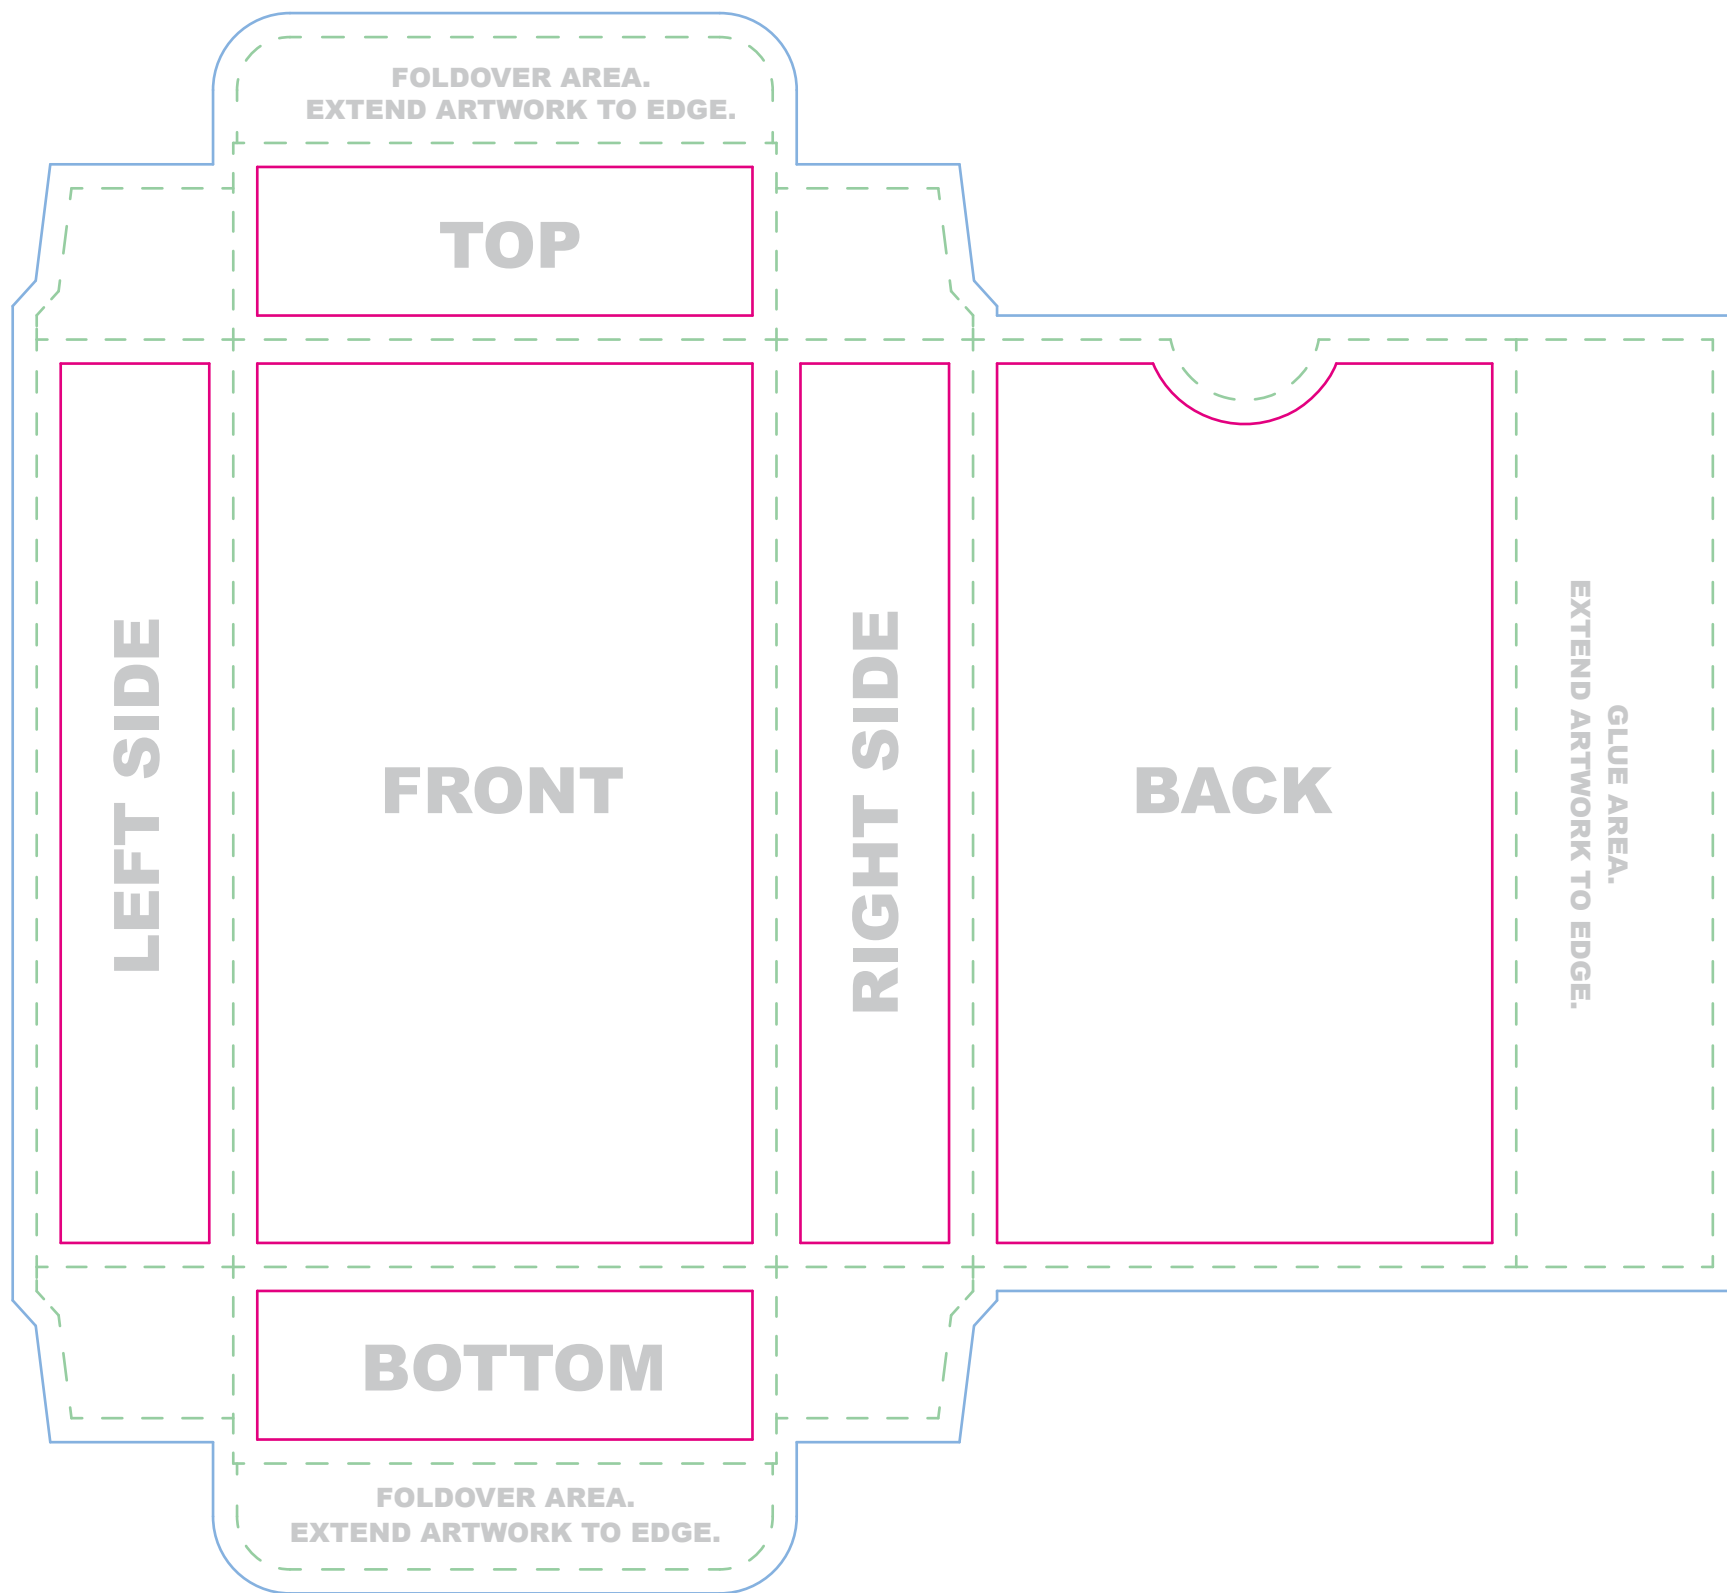 FOLDOVER AREA.
EXTEND ARTWORK TO EDGE.
TOP
LEFT SIDE
FRONT
RIGHT SIDE
BACK
GLUE AREA.
EXTEND ARTWORK TO EDGE.
BOTTOM
FOLDOVER AREA.
EXTEND ARTWORK TO EDGE.